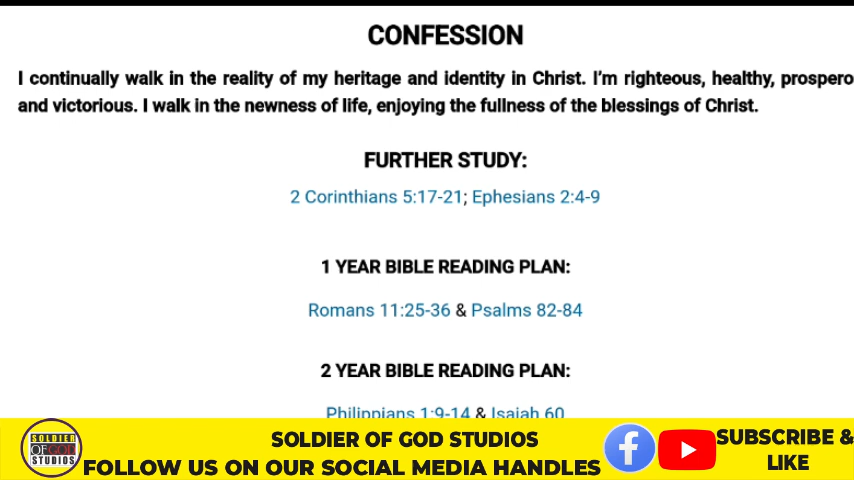 CONFESSION
I continually walk in the reality of my heritage and identity in Christ. I'm righteous, healthy, prospero
and victorious. I walk in the newness of life, enjoying the fullness of the blessings of Christ.
FURTHER STUDY:
2 Corinthians 5:17-21; Ephesians 2:4-9
1 YEAR BIBLE READING PLAN:
Romans 11:25-36 & Psalms 82-84
2 YEAR BIBLE READING PLAN:
Philippians 1:9-14 & Isaiah 60
SOLDIER
OF GOD
STUDIOS
SOLDIER OF GOD STUDIOS
FOLLOW US ON OUR SOCIAL MEDIA HANDLES
SUBSCRIBE &
LIKE